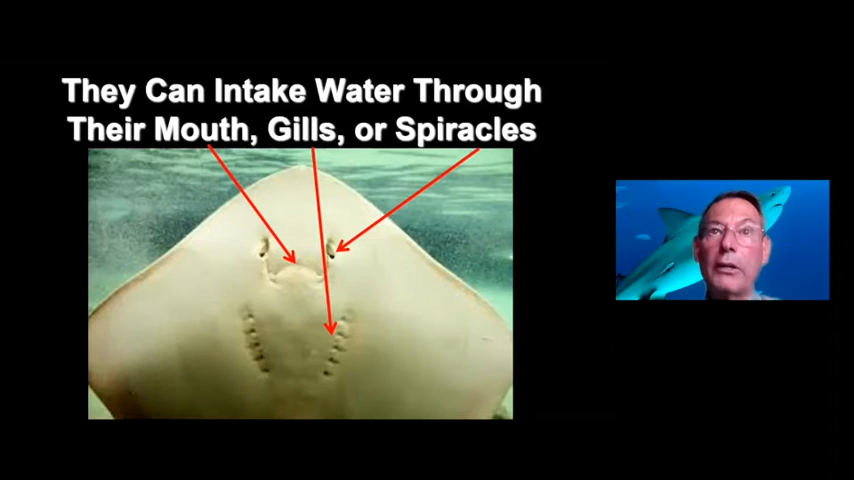 They Can Intake Water Through
Their Mouth, Gills, or Spiracles